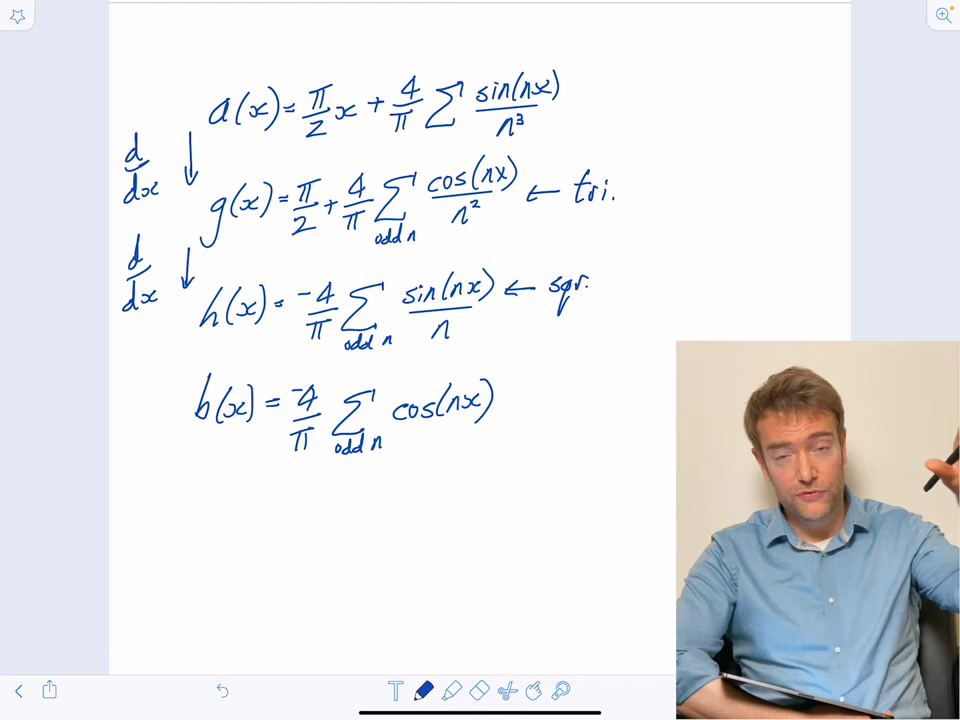 a(x) = π/2 x + 4/π ∑ sin(nx)/n³
d/dx ↓
g(x) = π/2 + 4/π ∑ odd n cos(nx)/n² ← tri.
d/dx ↓
h(x) = -4/π ∑ odd n sin(nx)/n ← sqr.
b(x) = -4/π ∑ odd n cos(nx)
T